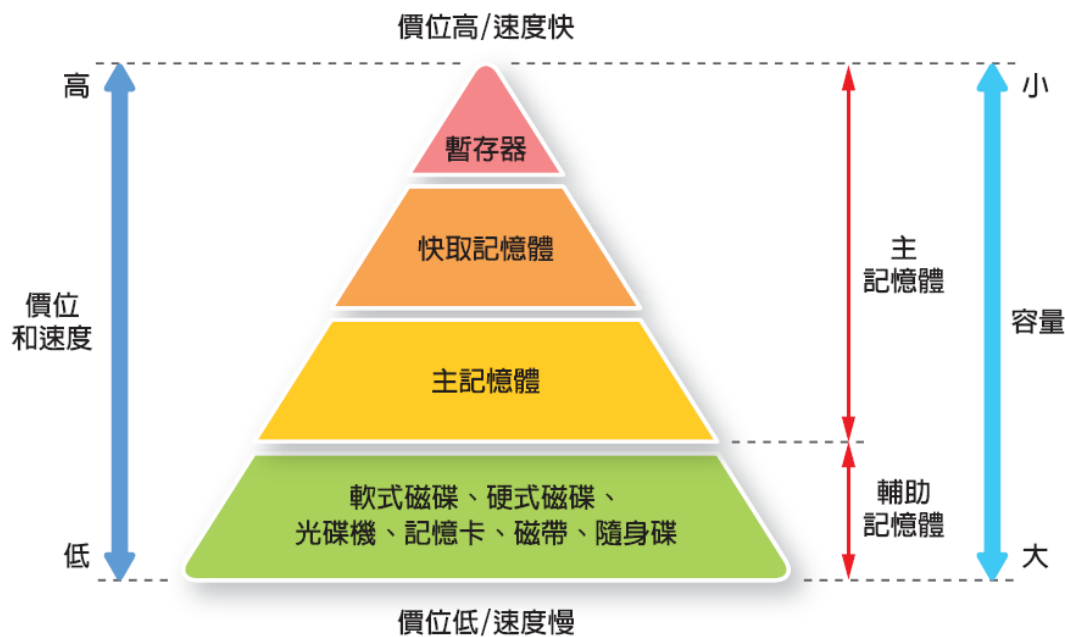 價位高/速度快
高
小
暫存器
快取記憶體
主
記憶體
價位
和速度
容量
主記憶體
軟式磁碟、硬式磁碟、
光碟機、記憶卡、磁帶、隨身碟
輔助
記憶體
低
大
價位低/速度慢